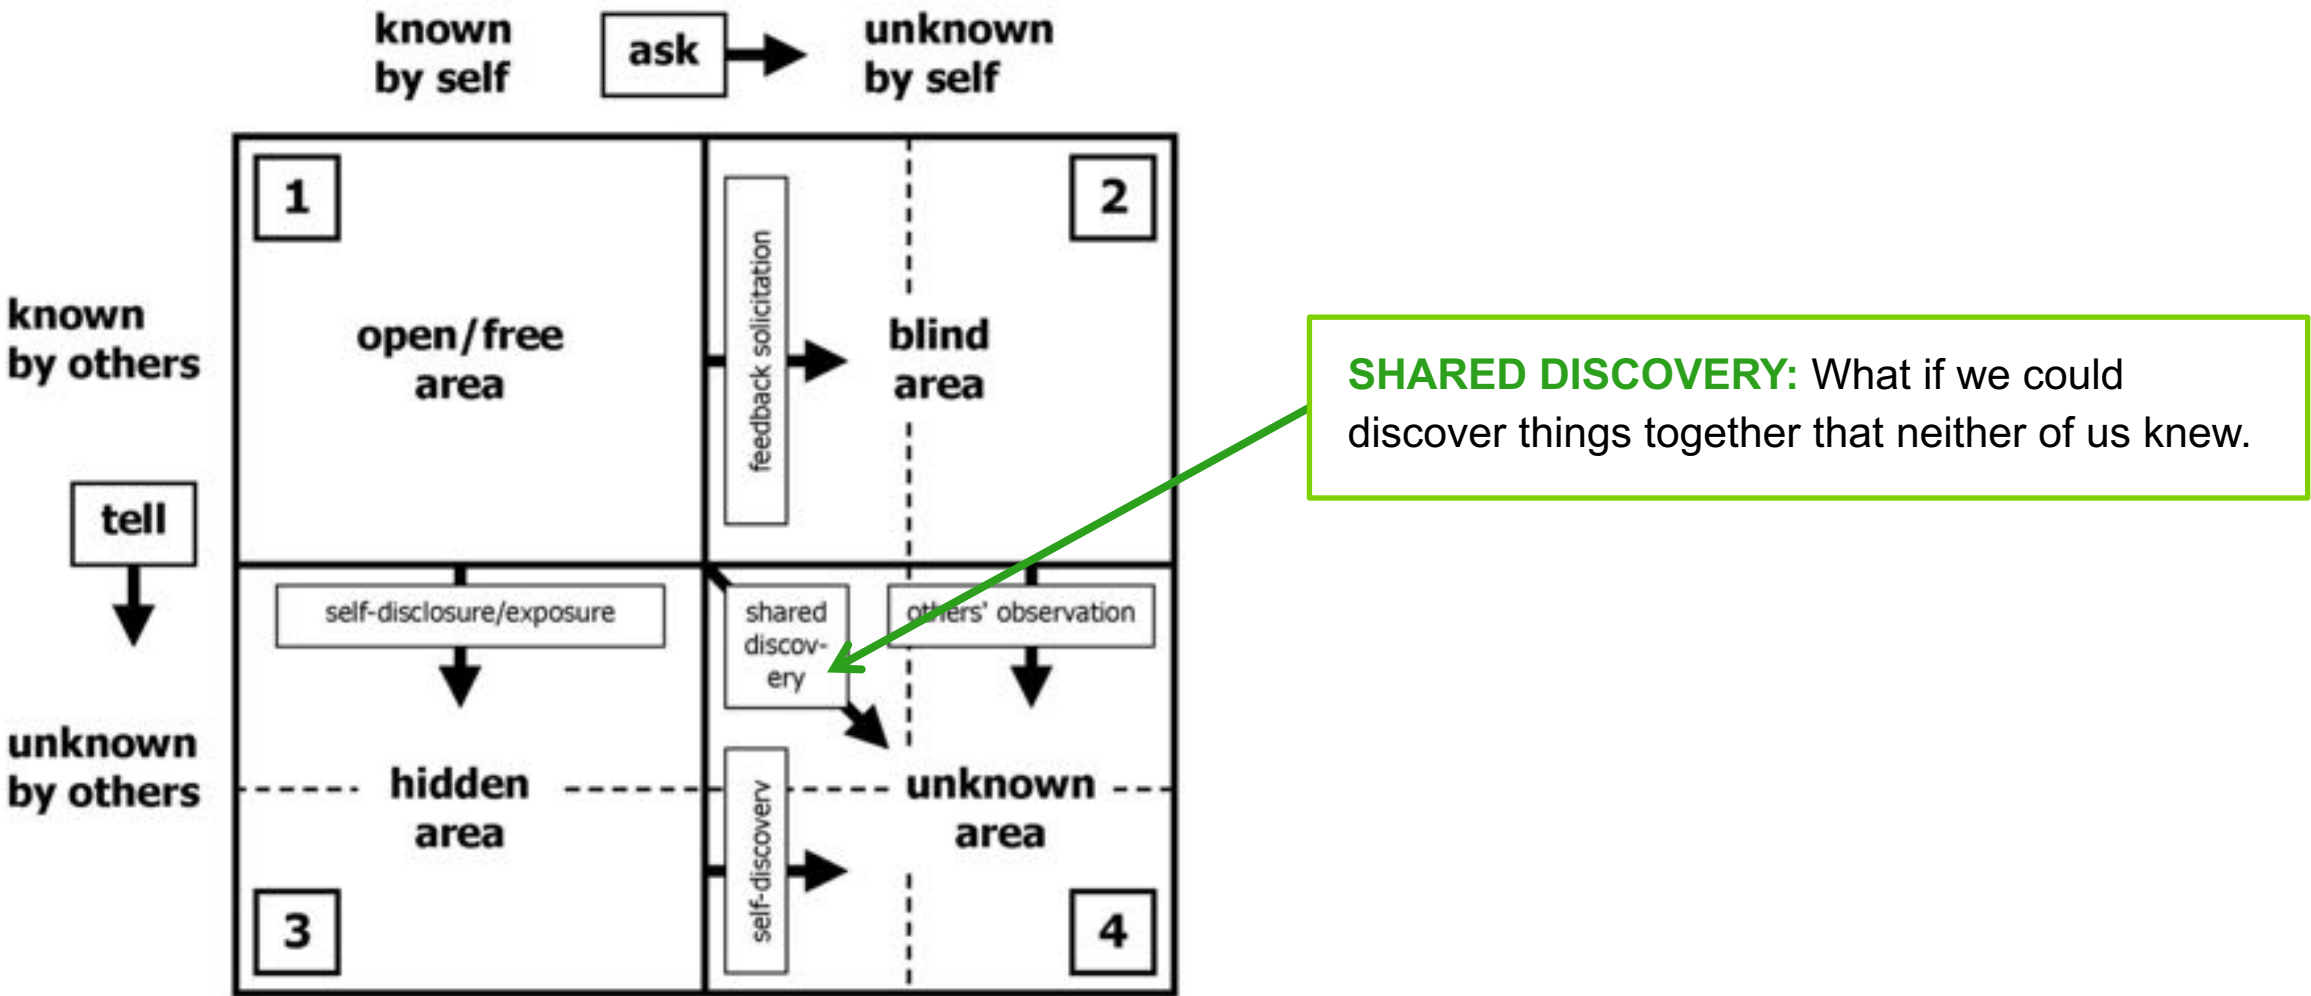 known
by self
ask
unknown
by self
1
2
known
by others
open/free
area
feedback solicitation
blind
area
SHARED DISCOVERY: What if we could
discover things together that neither of us knew.
tell
self-disclosure/exposure
shared
discov-
ery
others' observation
unknown
by others
hidden
area
self-discovery
unknown
area
3
4